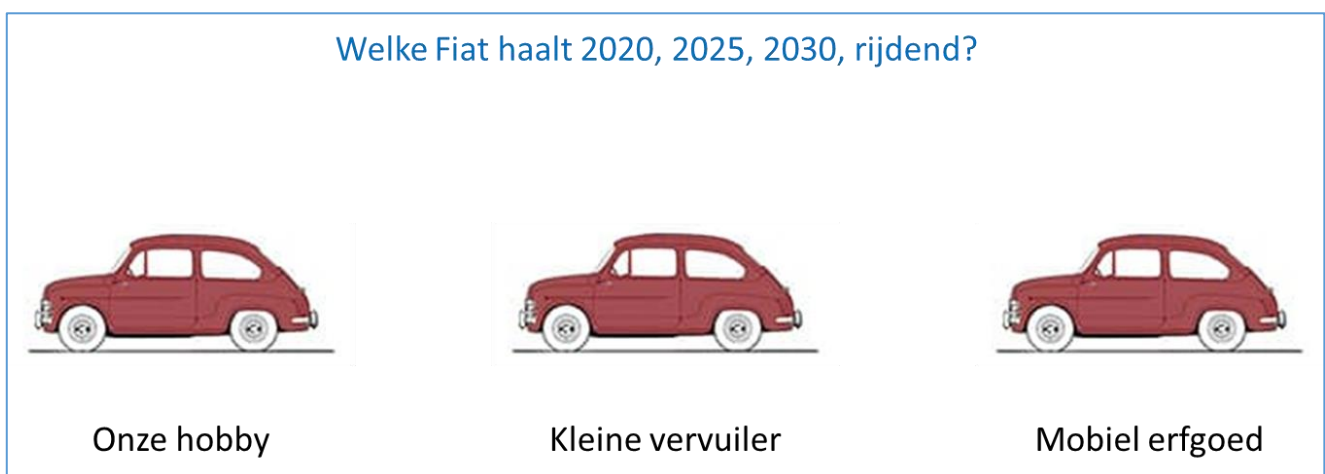 Welke Fiat haalt 2020, 2025, 2030, rijdend?
Onze hobby
Kleine vervuiler
Mobiel erfgoed